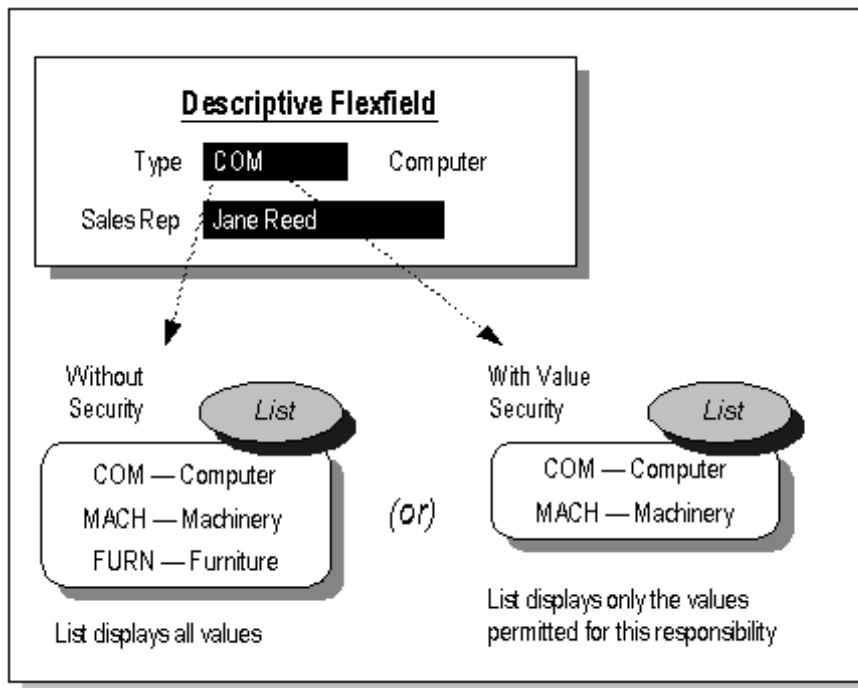 Descriptive Flexfield
Type COM Computer
Sales Rep Jane Reed
Without
Security
List
COM — Computer
MACH — Machinery
FURN — Furniture
List displays all values
(or)
With Value
Security
List
COM — Computer
MACH — Machinery
List displays only the values
permitted for this responsibility